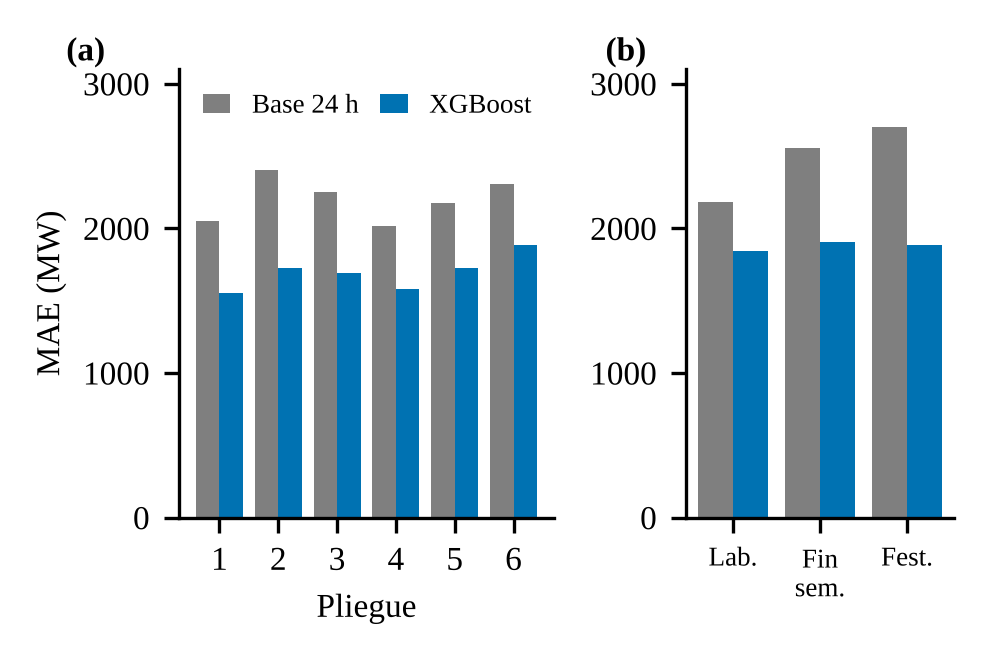 (a)
3000
2000
1000
0
MAE (MW)
Base 24 h
XGBoost
1 2 3 4 5 6
Pliegue
(b)
3000
2000
1000
0
Lab.
Fin
sem.
Fest.